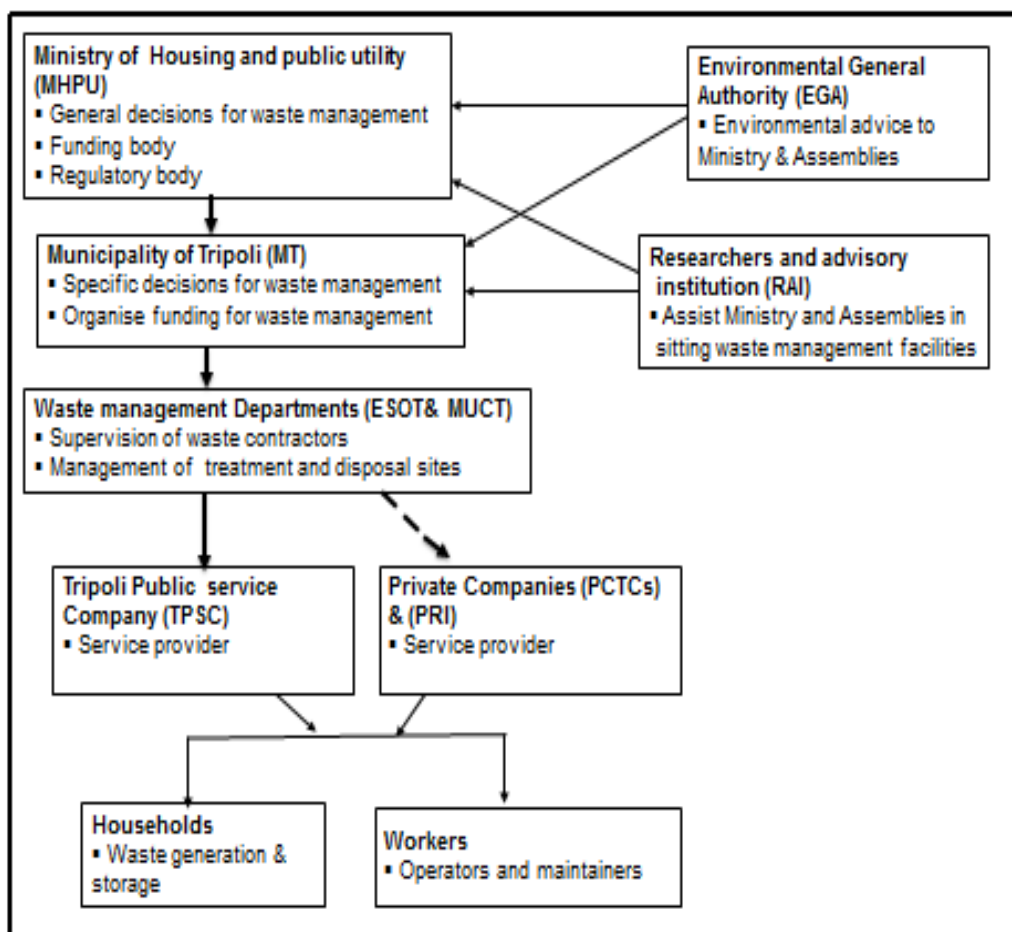 Ministry of Housing and public utility
(MHPU)
▪ General decisions for waste management
▪ Funding body
▪ Regulatory body
Environmental General
Authority (EGA)
▪ Environmental advice to
Ministry & Assemblies
Municipality of Tripoli (MT)
▪ Specific decisions for waste management
▪ Organise funding for waste management
Researchers and advisory
institution (RAI)
▪ Assist Ministry and Assemblies in
sitting waste management facilities
Waste management Departments (ESOT& MUCT)
▪ Supervision of waste contractors
▪ Management of treatment and disposal sites
Tripoli Public service
Company (TPSC)
▪ Service provider
Private Companies (PCTCs)
& (PRI)
▪ Service provider
Households
▪ Waste generation &
storage
Workers
▪ Operators and maintainers